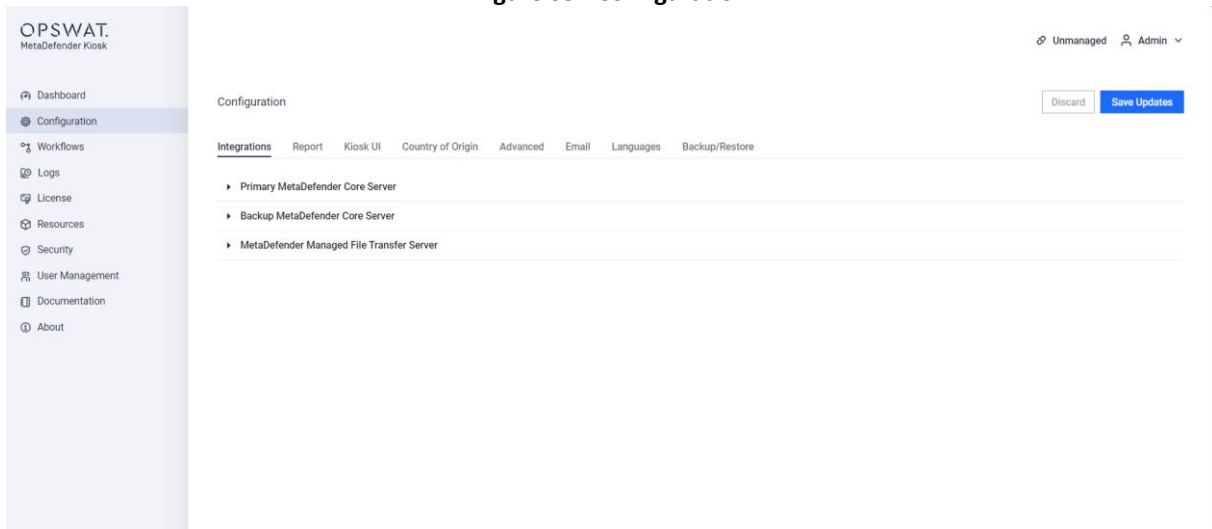 OPSWAT.
MetaDefender Kiosk
Unmanaged Admin
Dashboard
Configuration
Workflows
Logs
License
Resources
Security
User Management
Documentation
About
Configuration
Discard Save Updates
Integrations Report Kiosk UI Country of Origin Advanced Email Languages Backup/Restore
Primary MetaDefender Core Server
Backup MetaDefender Core Server
MetaDefender Managed File Transfer Server